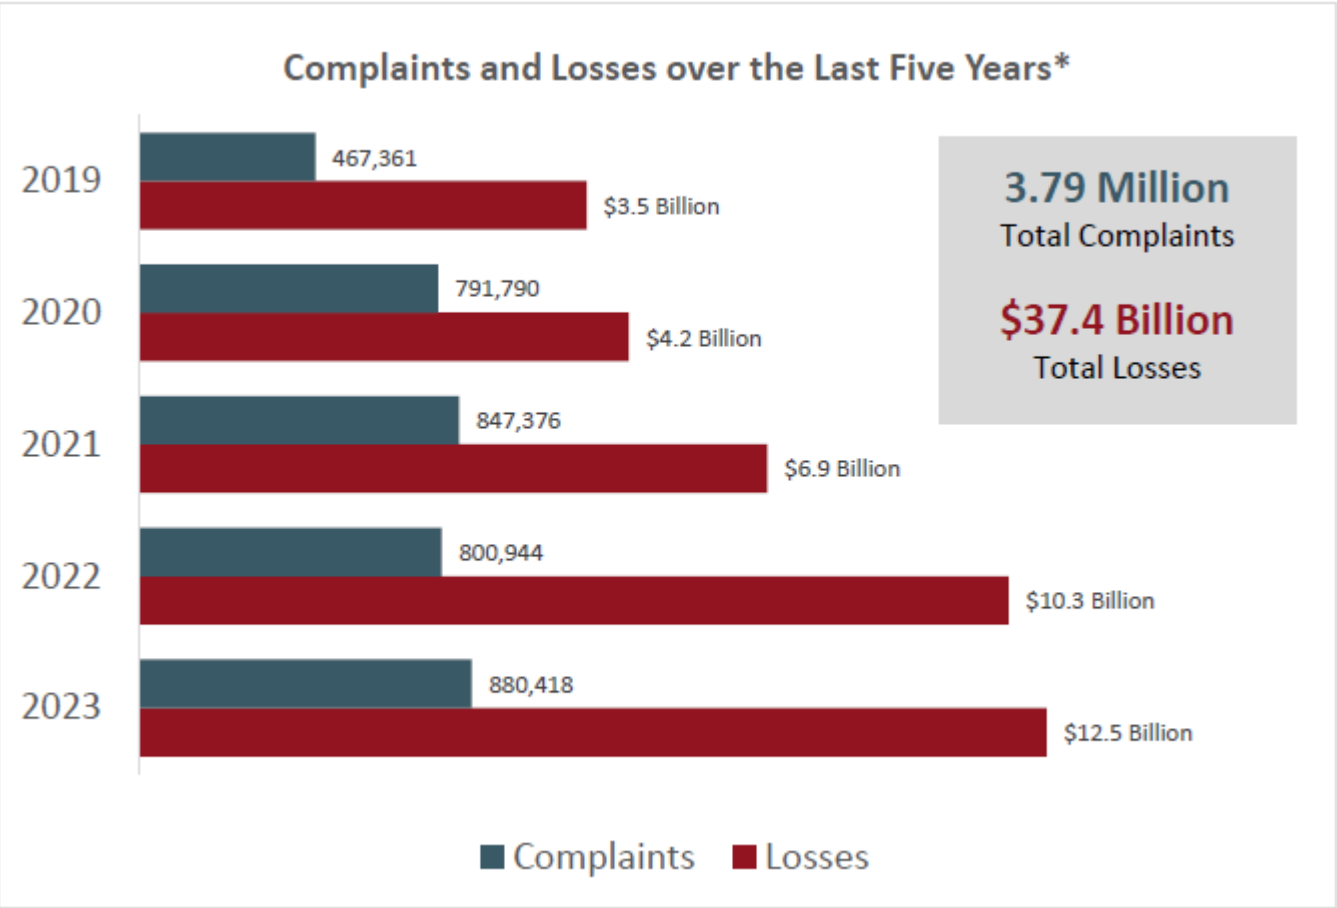 Complaints and Losses over the Last Five Years*
2019
467,361
$3.5 Billion
3.79 Million
Total Complaints
$37.4 Billion
Total Losses
2020
791,790
$4.2 Billion
2021
847,376
$6.9 Billion
2022
800,944
$10.3 Billion
2023
880,418
$12.5 Billion
Complaints
Losses